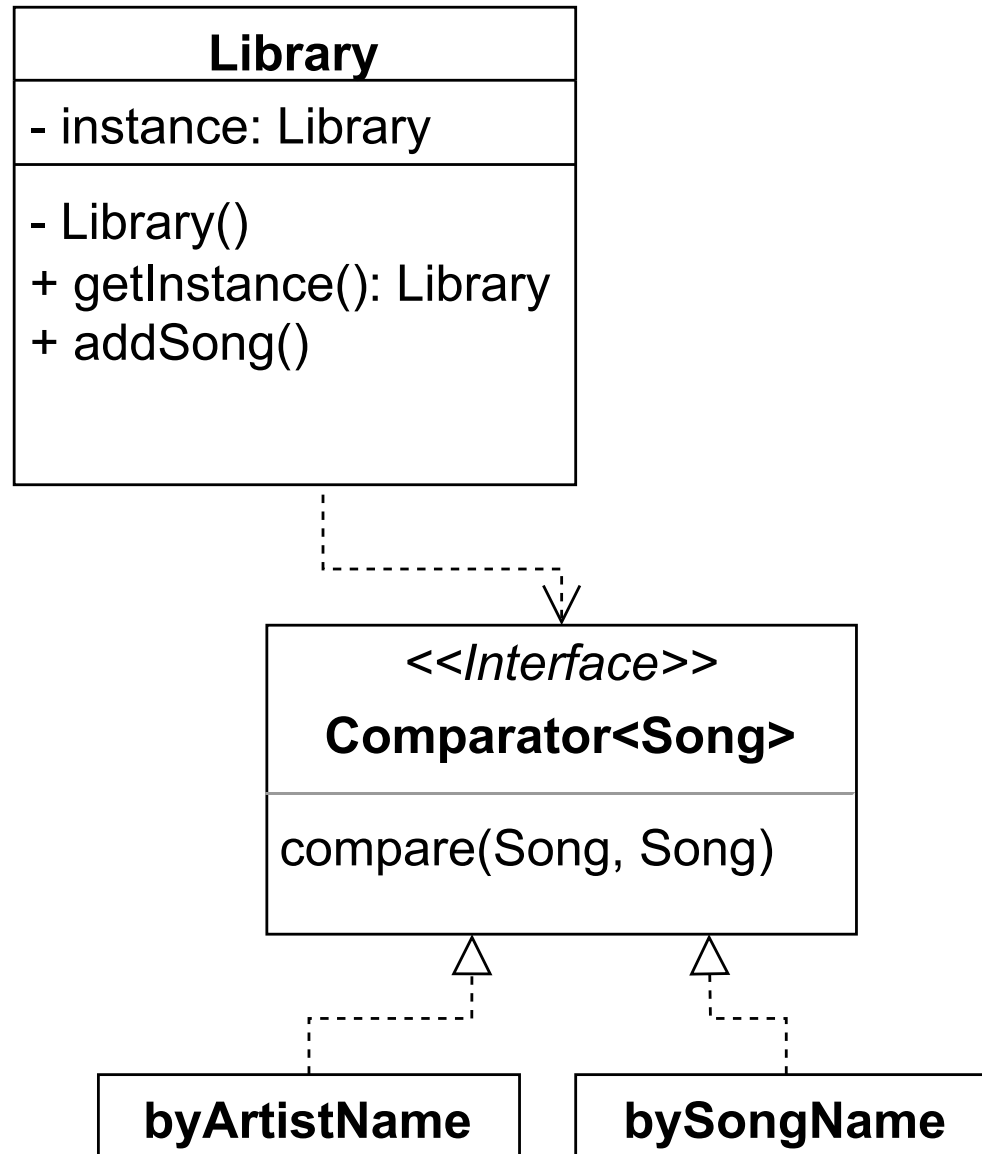 Library
- instance: Library
- Library()
+ getInstance(): Library
+ addSong()
<<Interface>>
Comparator<Song>
compare(Song, Song)
byArtistName
bySongName